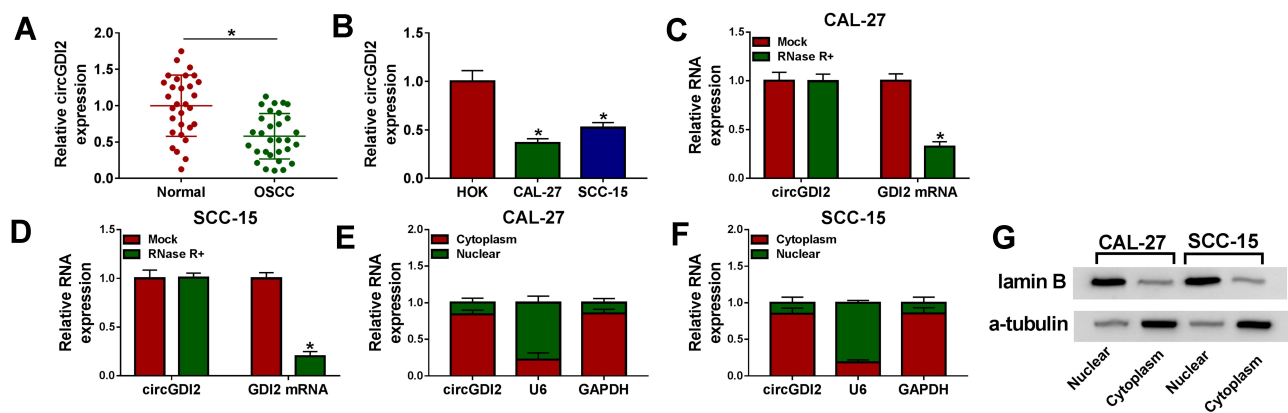 A
Relative circGDI2
expression
2.0
1.5
1.0
0.5
0.0
*
Normal
OSCC
B
Relative circGDI2
expression
1.5
1.0
0.5
0.0
*
*
HOK
CAL-27
SCC-15
C
CAL-27
Relative RNA
expression
1.5
1.0
0.5
0.0
Mock
RNase R+
*
circGDI2
GDI2 mRNA
D
SCC-15
Relative RNA
expression
1.5
1.0
0.5
0.0
Mock
RNase R+
*
circGDI2
GDI2 mRNA
E
CAL-27
Relative RNA
expression
2.0
1.5
1.0
0.5
0.0
Cytoplasm
Nuclear
circGDI2
U6
GAPDH
F
SCC-15
Relative RNA
expression
2.0
1.5
1.0
0.5
0.0
Cytoplasm
Nuclear
circGDI2
U6
GAPDH
G
CAL-27
SCC-15
lamin B
a-tubulin
Nuclear
Cytoplasm
Nuclear
Cytoplasm